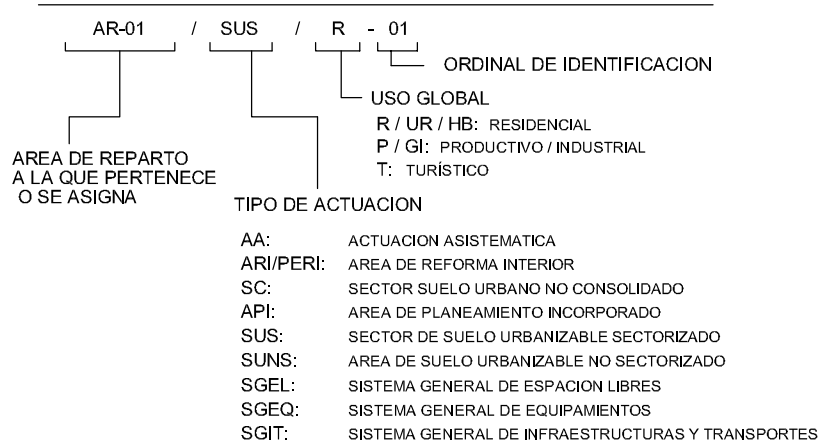 AR-01 / SUS / R - 01
ORDINAL DE IDENTIFICACION
USO GLOBAL
R / UR / HB: RESIDENCIAL
P / GI: PRODUCTIVO / INDUSTRIAL
T: TURÍSTICO
AREA DE REPARTO
A LA QUE PERTENECE
O SE ASIGNA
TIPO DE ACTUACION
AA: ACTUACION ASISTEMATICA
ARI/PERI: AREA DE REFORMA INTERIOR
SC: SECTOR SUELO URBANO NO CONSOLIDADO
API: AREA DE PLANEAMIENTO INCORPORADO
SUS: SECTOR DE SUELO URBANIZABLE SECTORIZADO
SUNS: AREA DE SUELO URBANIZABLE NO SECTORIZADO
SGEL: SISTEMA GENERAL DE ESPACION LIBRES
SGEQ: SISTEMA GENERAL DE EQUIPAMIENTOS
SGIT: SISTEMA GENERAL DE INFRAESTRUCTURAS Y TRANSPORTES